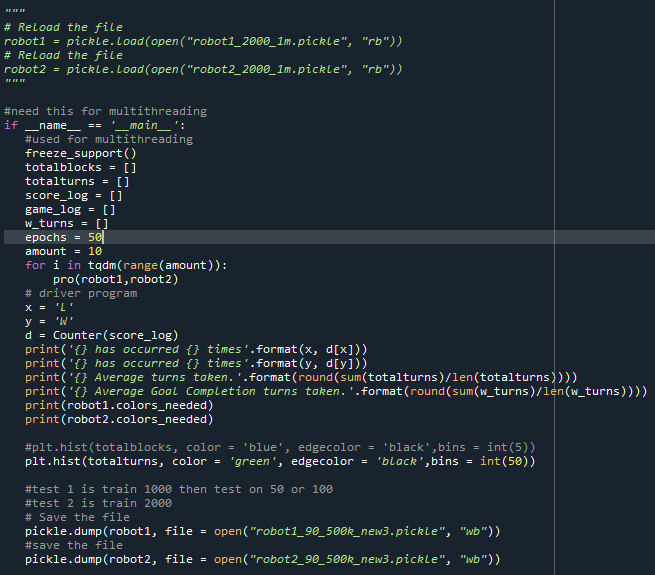 """
# Reload the file
robot1 = pickle.load(open("robot1_2000_1m.pickle", "rb"))
# Reload the file
robot2 = pickle.load(open("robot2_2000_1m.pickle", "rb"))
"""

#need this for multithreading
if __name__ == '__main__':
   #used for multithreading
   freeze_support()
   totalblocks = []
   totalturns = []
   score_log = []
   game_log = []
   w_turns = []
   epochs = 50
   amount = 10
   for i in tqdm(range(amount)):
       pro(robot1,robot2)
   # driver program
   x = 'L'
   y = 'W'
   d = Counter(score_log)
   print('{} has occurred {} times'.format(x, d[x]))
   print('{} has occurred {} times'.format(y, d[y]))
   print('{} Average turns taken.'.format(round(sum(totalturns)/len(totalturns))))
   print('{} Average Goal Completion turns taken.'.format(round(sum(w_turns)/len(w_turns))))
   print(robot1.colors_needed)
   print(robot2.colors_needed)

   #plt.hist(totalblocks, color = 'blue', edgecolor = 'black',bins = int(5))
   plt.hist(totalturns, color = 'green', edgecolor = 'black',bins = int(50))

   #test 1 is train 1000 then test on 50 or 100
   #test 2 is train 2000
   # Save the file
   pickle.dump(robot1, file = open("robot1_90_500k_new3.pickle", "wb"))
   #save the file
   pickle.dump(robot2, file = open("robot2_90_500k_new3.pickle", "wb"))